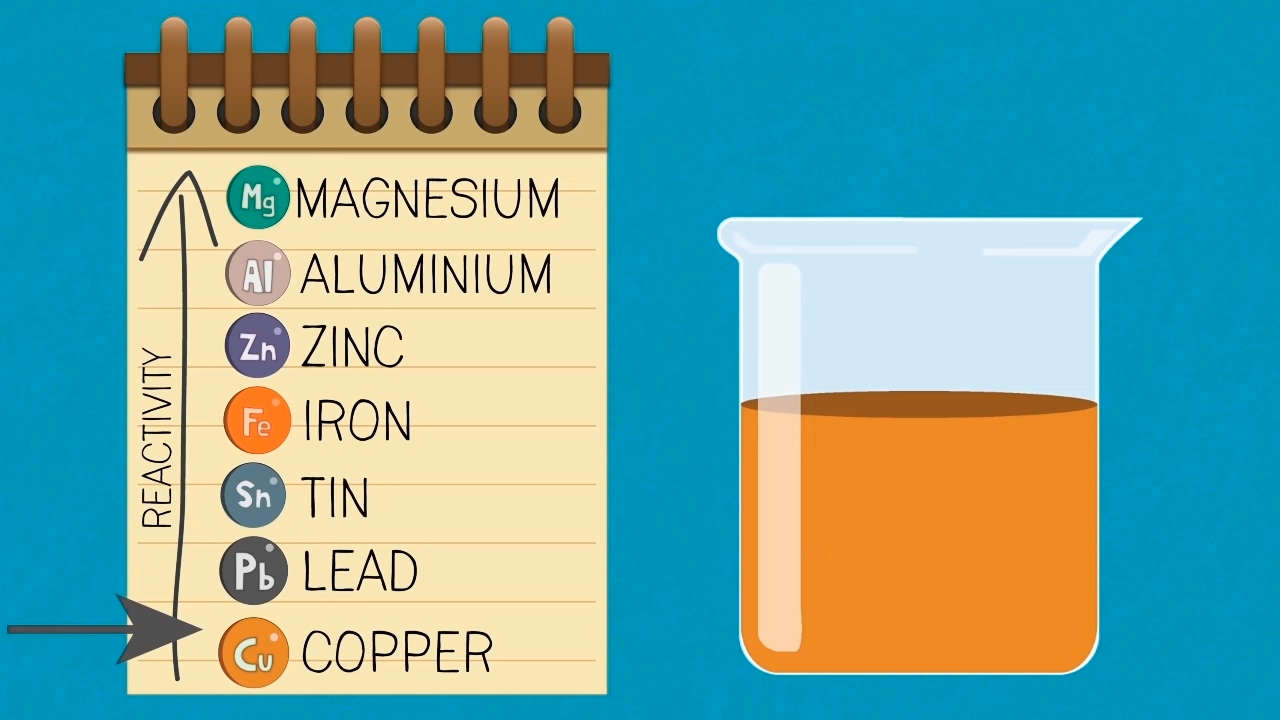 Mg MAGNESIUM
Al ALUMINIUM
Zn ZINC
Fe IRON
Sn TIN
Pb LEAD
Cu COPPER
REACTIVITY